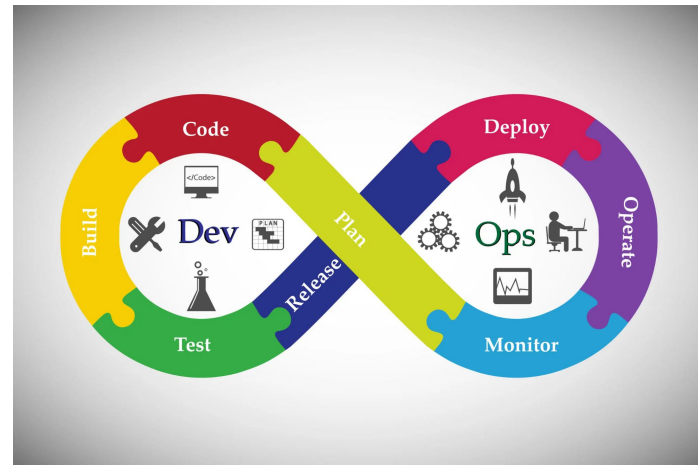 Code
Deploy
</Code>
PLAN
Build
Dev
Plan
Ops
Operate
Release
Test
Monitor